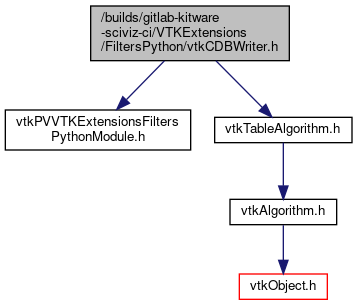 /builds/gitlab-kitware
-sciviz-ci/VTKExtensions
/FiltersPython/vtkCDBWriter.h
vtkPVVTKExtensionsFilters
PythonModule.h
vtkTableAlgorithm.h
vtkAlgorithm.h
vtkObject.h